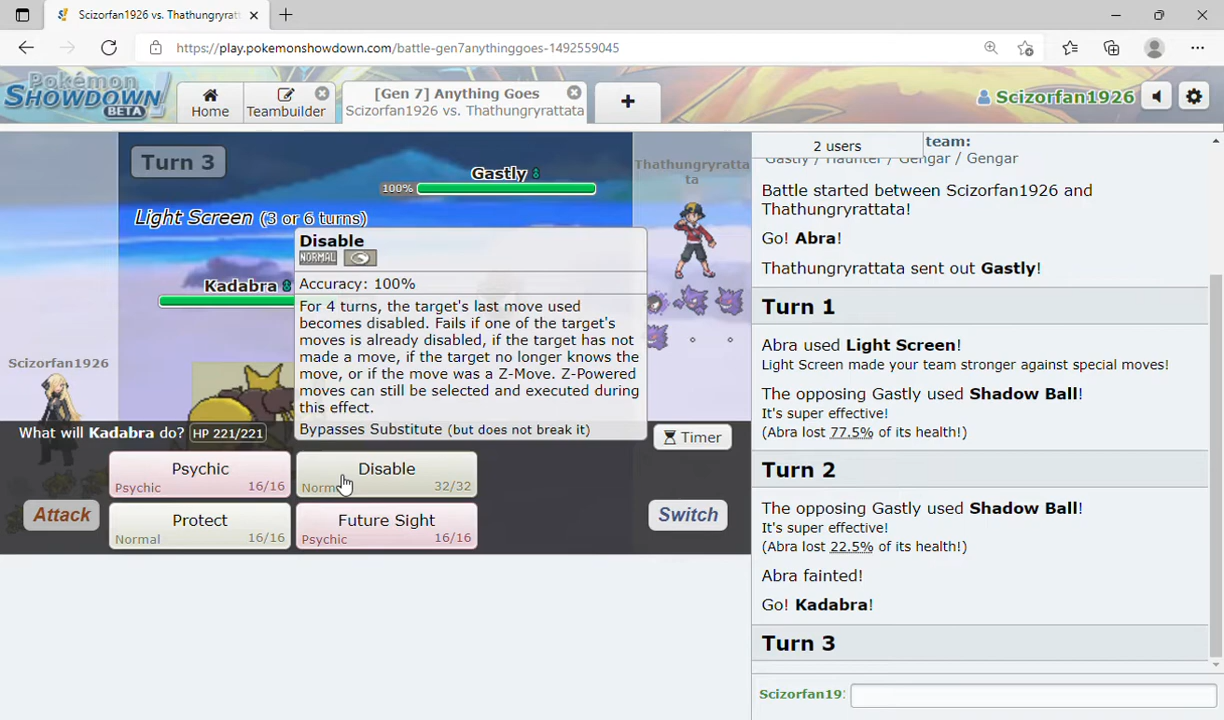 Scizorfan1926 vs. Thathungryratt
https://play.pokemonshowdown.com/battle-gen7anythinggoes-1492559045
Pokémon
SHOWDOWN
BETA
Home
Teambuilder
[Gen 7] Anything Goes
Scizorfan1926 vs. Thathungryrattata
Scizorfan1926
Turn 3
Gastly
100%
Light Screen (3 or 6 turns)
Kadabra
Thathungryratta
ta
Scizorfan1926
Disable
NORMAL
Accuracy: 100%
For 4 turns, the target's last move used
becomes disabled. Fails if one of the target's
moves is already disabled, if the target has not
made a move, if the target no longer knows the
move, or if the move was a Z-Move. Z-Powered
moves can still be selected and executed during
this effect.
Bypasses Substitute (but does not break it)
What will Kadabra do? HP 221/221
Timer
Attack
Psychic
Psychic 16/16
Disable
Norm 32/32
Protect
Normal 16/16
Future Sight
Psychic 16/16
Switch
2 users
team:
Gastly / Haunter / Gengar / Gengar
Battle started between Scizorfan1926 and
Thathungryrattata!
Go! Abra!
Thathungryrattata sent out Gastly!
Turn 1
Abra used Light Screen!
Light Screen made your team stronger against special moves!
The opposing Gastly used Shadow Ball!
It's super effective!
(Abra lost 77.5% of its health!)
Turn 2
The opposing Gastly used Shadow Ball!
It's super effective!
(Abra lost 22.5% of its health!)
Abra fainted!
Go! Kadabra!
Turn 3
Scizorfan19: